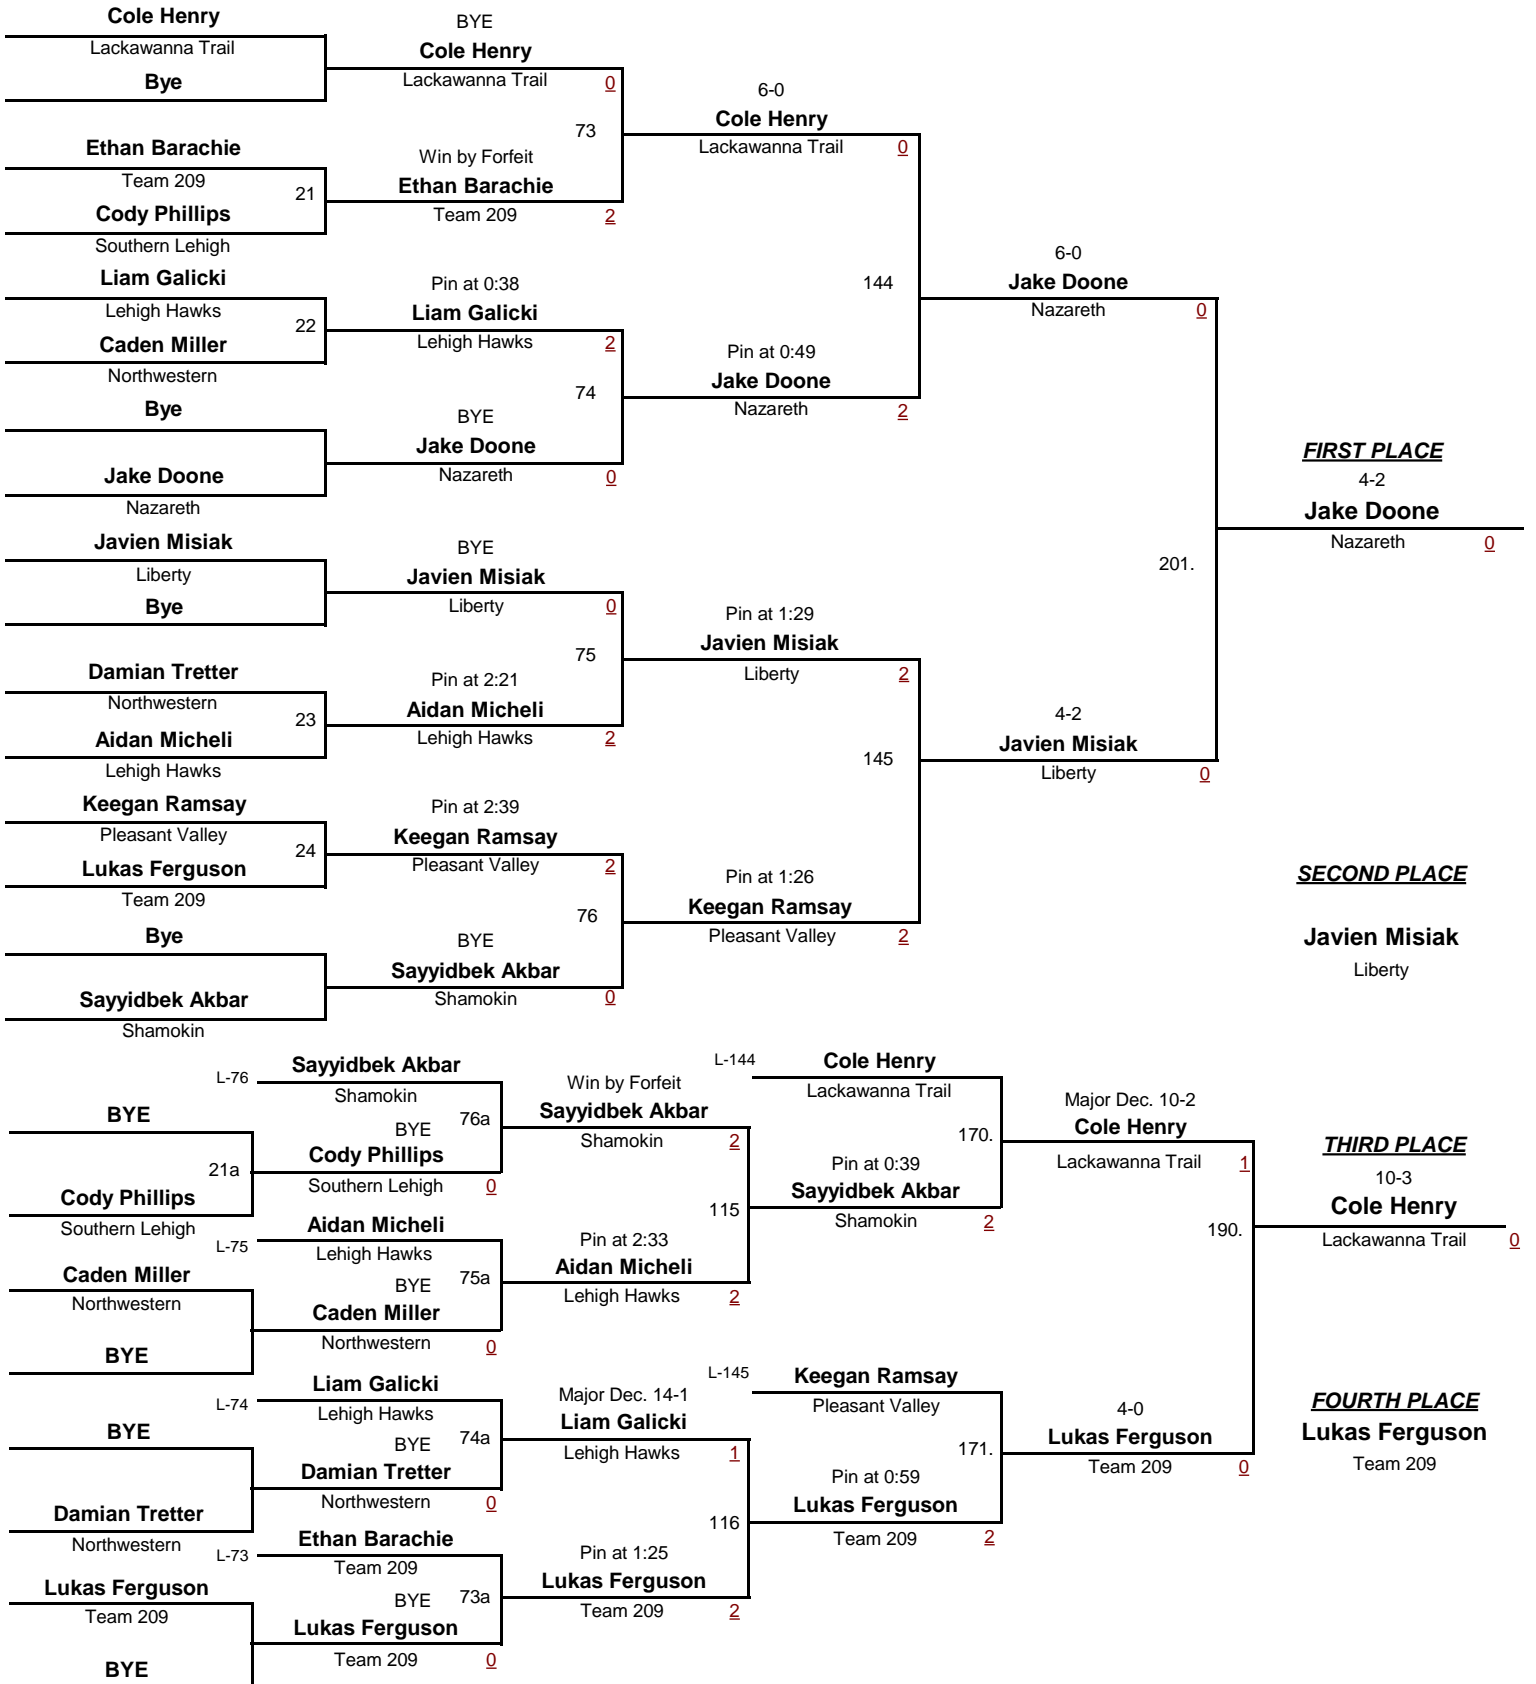 Cole Henry
Lackawanna Trail
Bye
Ethan Barachie
Team 209
21
Cody Phillips
Southern Lehigh
Liam Galicki
Lehigh Hawks
22
Caden Miller
Northwestern
Bye
Jake Doone
Nazareth
Javien Misiak
Liberty
Bye
Damian Tretter
Northwestern
23
Aidan Micheli
Lehigh Hawks
Keegan Ramsay
Pleasant Valley
24
Lukas Ferguson
Team 209
Bye
Sayyidbek Akbar
Shamokin
BYE
Cole Henry
Lackawanna Trail 0
73
Win by Forfeit
Ethan Barachie
Team 209 2
Pin at 0:38
Liam Galicki
Lehigh Hawks 2
74
BYE
Jake Doone
Nazareth 0
BYE
Javien Misiak
Liberty 0
75
Pin at 2:21
Aidan Micheli
Lehigh Hawks 2
Pin at 2:39
Keegan Ramsay
Pleasant Valley 2
76
BYE
Sayyidbek Akbar
Shamokin 0
6-0
Cole Henry
Lackawanna Trail 0
144
Pin at 0:49
Jake Doone
Nazareth 2
Pin at 1:29
Javien Misiak
Liberty 2
145
Pin at 1:26
Keegan Ramsay
Pleasant Valley 2
6-0
Jake Doone
Nazareth 0
201.
4-2
Javien Misiak
Liberty 0
FIRST PLACE
4-2
Jake Doone
Nazareth 0
SECOND PLACE
Javien Misiak
Liberty
BYE
21a
Cody Phillips
Southern Lehigh
Caden Miller
Northwestern
BYE
BYE
Damian Tretter
Northwestern
Lukas Ferguson
Team 209
BYE
L-76
Sayyidbek Akbar
Shamokin
76a
BYE
Cody Phillips
Southern Lehigh 0
L-75
Aidan Micheli
Lehigh Hawks
75a
BYE
Caden Miller
Northwestern 0
L-74
Liam Galicki
Lehigh Hawks
74a
BYE
Damian Tretter
Northwestern 0
L-73
Ethan Barachie
Team 209
73a
BYE
Lukas Ferguson
Team 209 0
Win by Forfeit
Sayyidbek Akbar
Shamokin 2
115
Pin at 2:33
Aidan Micheli
Lehigh Hawks 2
Major Dec. 14-1
Liam Galicki
Lehigh Hawks 1
116
Pin at 1:25
Lukas Ferguson
Team 209 2
L-144
Cole Henry
Lackawanna Trail
170.
Pin at 0:39
Sayyidbek Akbar
Shamokin 2
L-145
Keegan Ramsay
Pleasant Valley
171.
Pin at 0:59
Lukas Ferguson
Team 209 2
Major Dec. 10-2
Cole Henry
Lackawanna Trail 1
190.
4-0
Lukas Ferguson
Team 209 0
THIRD PLACE
10-3
Cole Henry
Lackawanna Trail 0
FOURTH PLACE
Lukas Ferguson
Team 209